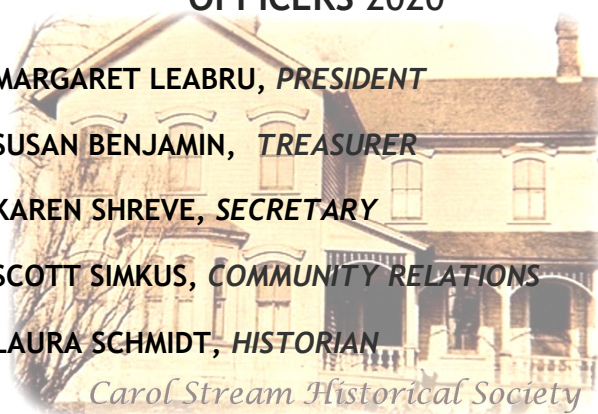 OFFICERS 2020
MARGARET LEABRU, PRESIDENT
SUSAN BENJAMIN, TREASURER
KAREN SHREVE, SECRETARY
SCOTT SIMKUS, COMMUNITY RELATIONS
LAURA SCHMIDT, HISTORIAN
Carol Stream Historical Society